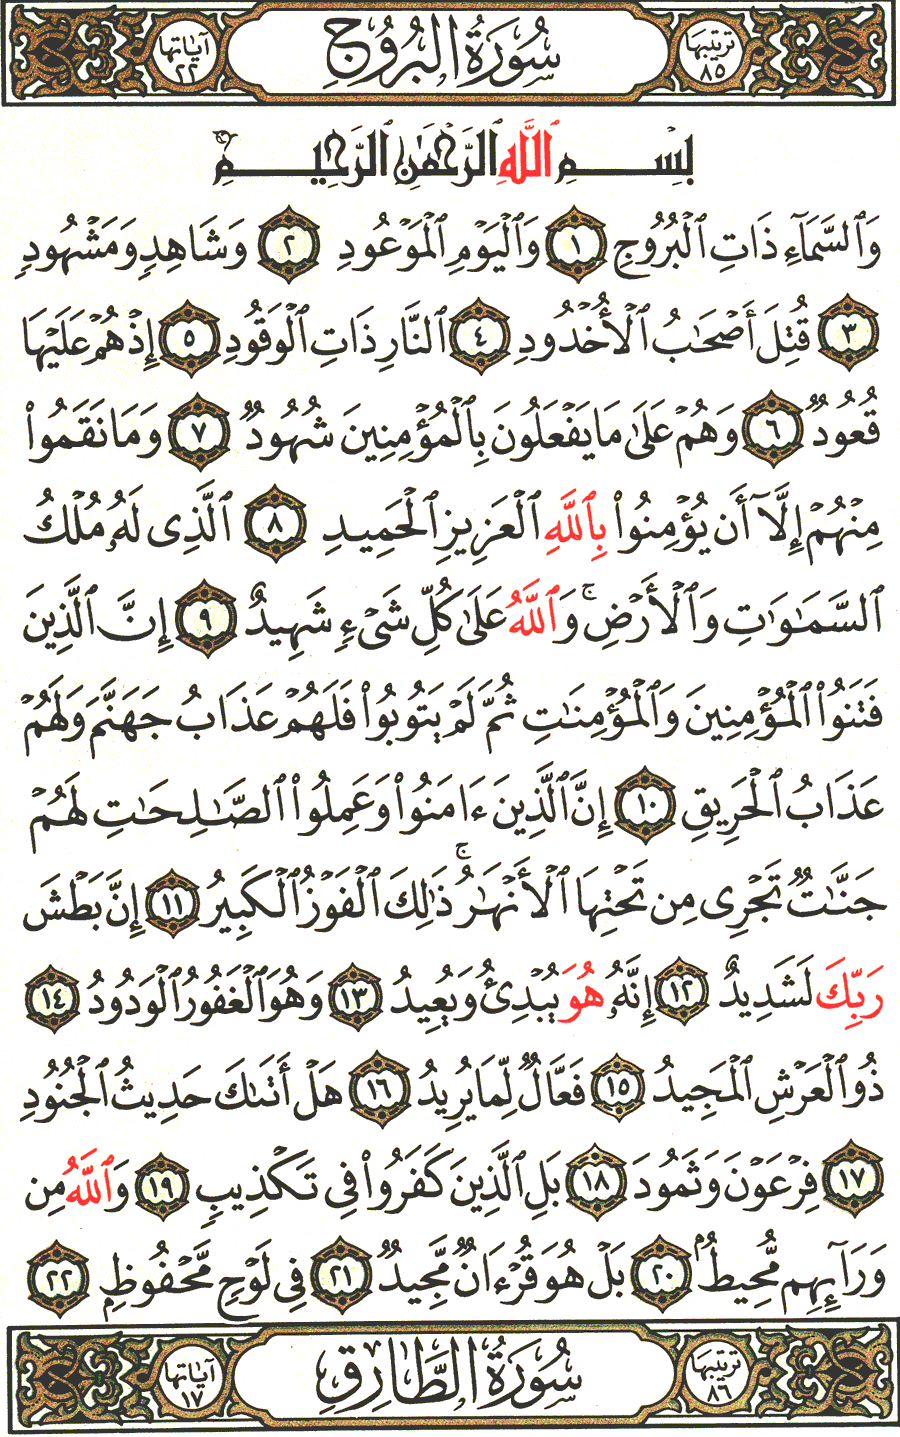 ترتيبها ٨٥ سُورَةُ البُرُوجِ آياتها ٢٢
بِسْمِ ٱللَّهِ ٱلرَّحْمَٰنِ ٱلرَّحِيمِ
وَٱلسَّمَآءِ ذَاتِ ٱلْبُرُوجِ ١ وَٱلْيَوْمِ ٱلْمَوْعُودِ ٢ وَشَاهِدٍ وَمَشْهُودٍ
٣ قُتِلَ أَصْحَٰبُ ٱلْأُخْدُودِ ٤ ٱلنَّارِ ذَاتِ ٱلْوَقُودِ ٥ إِذْ هُمْ عَلَيْهَا
قُعُودٌ ٦ وَهُمْ عَلَىٰ مَا يَفْعَلُونَ بِٱلْمُؤْمِنِينَ شُهُودٌ ٧ وَمَا نَقَمُوا۟
مِنْهُمْ إِلَّآ أَن يُؤْمِنُوا۟ بِٱللَّهِ ٱلْعَزِيزِ ٱلْحَمِيدِ ٨ ٱلَّذِى لَهُۥ مُلْكُ
ٱلسَّمَٰوَٰتِ وَٱلْأَرْضِ ۚ وَٱللَّهُ عَلَىٰ كُلِّ شَىْءٍ شَهِيدٌ ٩ إِنَّ ٱلَّذِينَ
فَتَنُوا۟ ٱلْمُؤْمِنِينَ وَٱلْمُؤْمِنَٰتِ ثُمَّ لَمْ يَتُوبُوا۟ فَلَهُمْ عَذَابُ جَهَنَّمَ وَلَهُمْ
عَذَابُ ٱلْحَرِيقِ ١٠ إِنَّ ٱلَّذِينَ ءَامَنُوا۟ وَعَمِلُوا۟ ٱلصَّٰلِحَٰتِ لَهُمْ
جَنَّٰتٌ تَجْرِى مِن تَحْتِهَا ٱلْأَنْهَٰرُ ۚ ذَٰلِكَ ٱلْفَوْزُ ٱلْكَبِيرُ ١١ إِنَّ بَطْشَ
رَبِّكَ لَشَدِيدٌ ١٢ إِنَّهُۥ هُوَ يُبْدِئُ وَيُعِيدُ ١٣ وَهُوَ ٱلْغَفُورُ ٱلْوَدُودُ ١٤
ذُو ٱلْعَرْشِ ٱلْمَجِيدُ ١٥ فَعَّالٌ لِّمَا يُرِيدُ ١٦ هَلْ أَتَىٰكَ حَدِيثُ ٱلْجُنُودِ
١٧ فِرْعَوْنَ وَثَمُودَ ١٨ بَلِ ٱلَّذِينَ كَفَرُوا۟ فِى تَكْذِيبٍ ١٩ وَٱللَّهُ مِن
وَرَآئِهِم مُّحِيطٌۢ ٢٠ بَلْ هُوَ قُرْءَانٌ مَّجِيدٌ ٢١ فِى لَوْحٍ مَّحْفُوظٍۭ ٢٢
ترتيبها ٨٦ سُورَةُ الطَّارِقِ آياتها ١٧